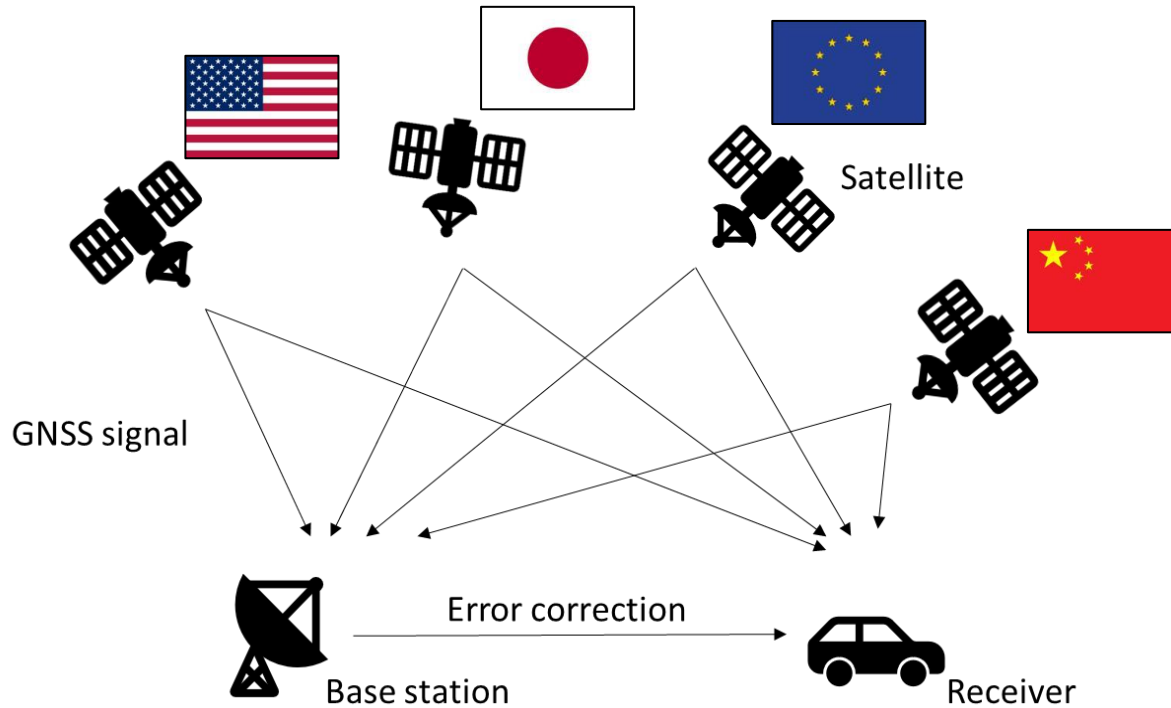 Satellite
GNSS signal
Error correction
Base station
Receiver